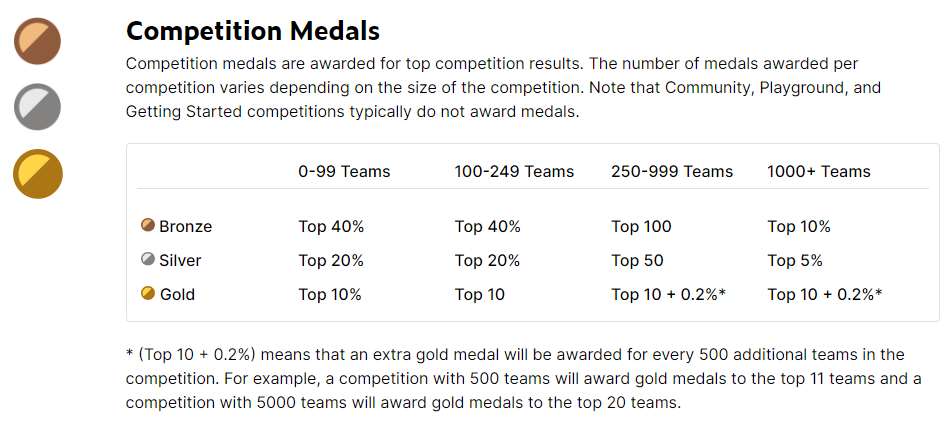 Competition Medals
Competition medals are awarded for top competition results. The number of medals awarded per
competition varies depending on the size of the competition. Note that Community, Playground, and
Getting Started competitions typically do not award medals.
0-99 Teams 100-249 Teams 250-999 Teams 1000+ Teams
Bronze Top 40% Top 40% Top 100 Top 10%
Silver Top 20% Top 20% Top 50 Top 5%
Gold Top 10% Top 10 Top 10 + 0.2%* Top 10 + 0.2%*
* (Top 10 + 0.2%) means that an extra gold medal will be awarded for every 500 additional teams in the
competition. For example, a competition with 500 teams will award gold medals to the top 11 teams and a
competition with 5000 teams will award gold medals to the top 20 teams.